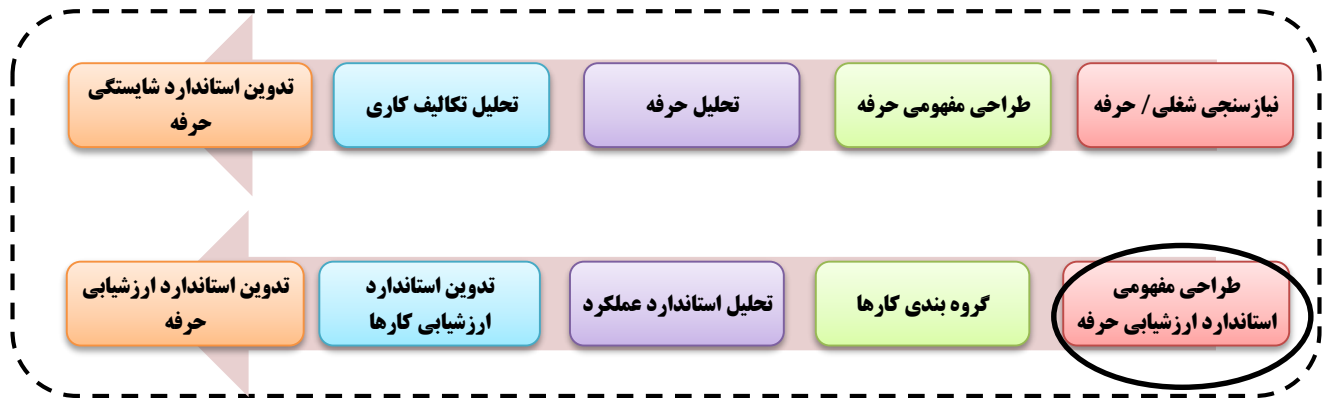 نیازسنجی شغلی/ حرفه
طراحی مفهومی حرفه
تحلیل حرفه
تحلیل تکالیف کاری
تدوین استاندارد شایستگی
حرفه
طراحی مفهومی
استاندارد ارزشیابی حرفه
گروه بندی کارها
تحلیل استاندارد عملکرد
تدوین استاندارد
ارزشیابی کارها
تدوین استاندارد ارزشیابی
حرفه